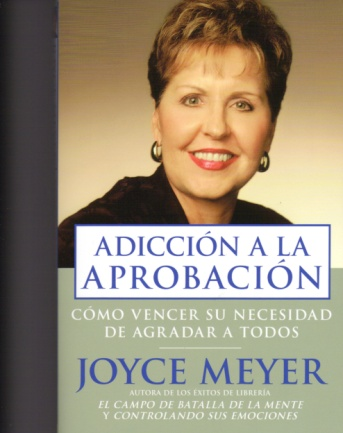 ADICCIÓN A LA
APROBACIÓN
CÓMO VENCER SU NECESIDAD
DE AGRADAR A TODOS
JOYCE MEYER
AUTORA DE LOS ÉXITOS DE LIBRERÍA
EL CAMPO DE BATALLA DE LA MENTE
Y CONTROLANDO SUS EMOCIONES